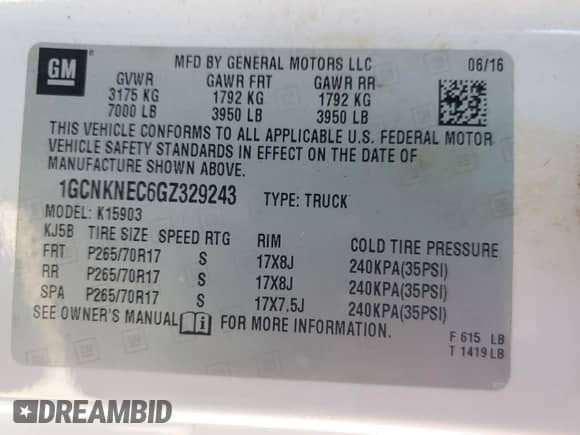 GM ®
MFD BY GENERAL MOTORS LLC 06/16
GVWR GAWR FRT GAWR RR
3175 KG 1792 KG 1792 KG
7000 LB 3950 LB 3950 LB
THIS VEHICLE CONFORMS TO ALL APPLICABLE U.S. FEDERAL MOTOR
VEHICLE SAFETY STANDARDS IN EFFECT ON THE DATE OF
MANUFACTURE SHOWN ABOVE.
1GCNKNEC6GZ329243 TYPE: TRUCK
MODEL: K15903
KJ5B TIRE SIZE SPEED RTG RIM COLD TIRE PRESSURE
FRT P265/70R17 S 17X8J 240KPA(35PSI)
RR P265/70R17 S 17X8J 240KPA(35PSI)
SPA P265/70R17 S 17X7.5J 240KPA(35PSI)
SEE OWNER'S MANUAL FOR MORE INFORMATION.
F 615 LB
T 1419 LB
DREAMBID